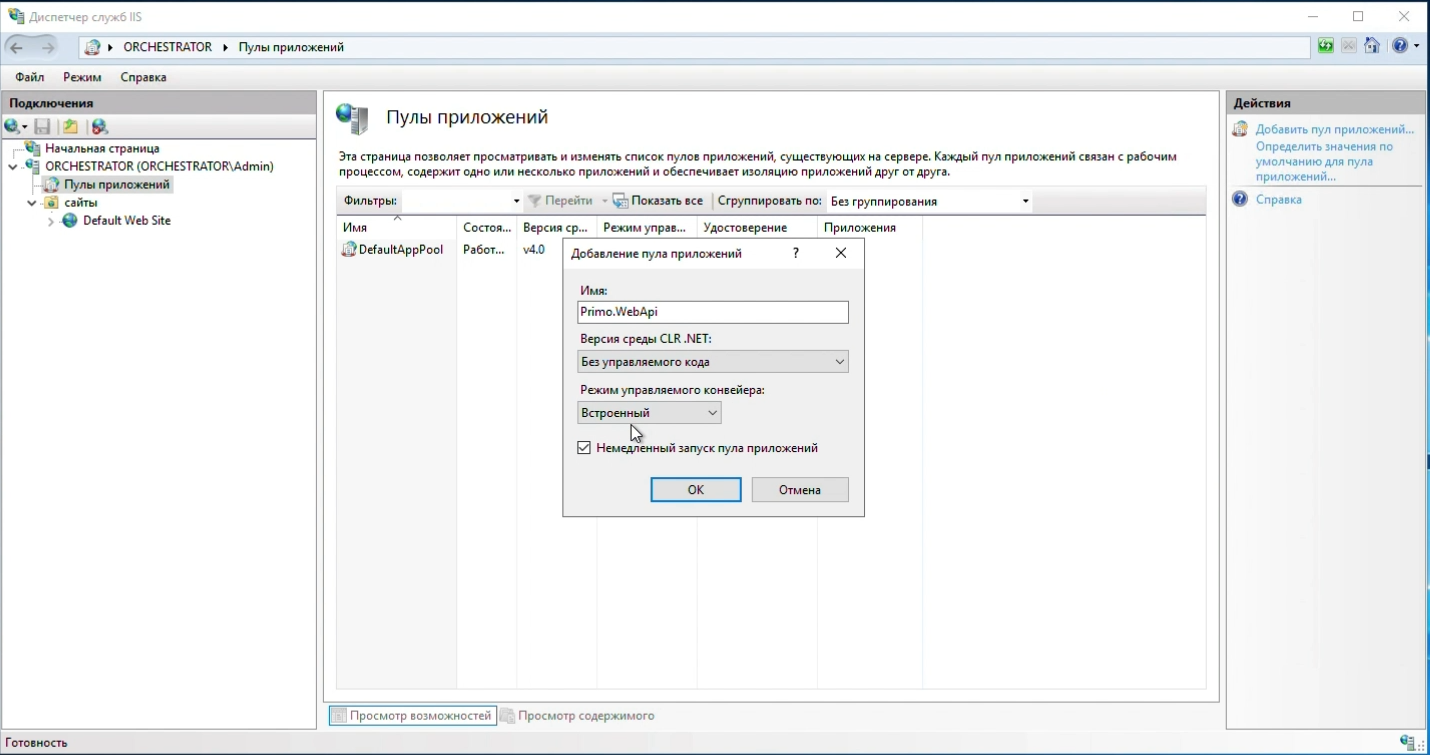 Диспетчер служб IIS
ORCHESTRATOR
Пулы приложений
Файл Режим Справка
Подключения
Начальная страница
ORCHESTRATOR (ORCHESTRATOR\Admin)
Пулы приложений
сайты
Default Web Site
Пулы приложений
Эта страница позволяет просматривать и изменять список пулов приложений, существующих на сервере. Каждый пул приложений связан с рабочим
процессом, содержит одно или несколько приложений и обеспечивает изоляцию приложений друг от друга.
Фильтры: Перейти Показать все Сгруппировать по: Без группирования
Имя Состоя... Версия ср... Режим управ... Удостоверение Приложения
DefaultAppPool Работ... v4.0
Добавление пула приложений ?
Имя:
Primo.WebApi
Версия среды CLR .NET:
Без управляемого кода
Режим управляемого конвейера:
Встроенный
Немедленный запуск пула приложений
ОК Отмена
Просмотр возможностей Просмотр содержимого
Действия
Добавить пул приложений...
Определить значения по
умолчанию для пула
приложений...
Справка
Готовность